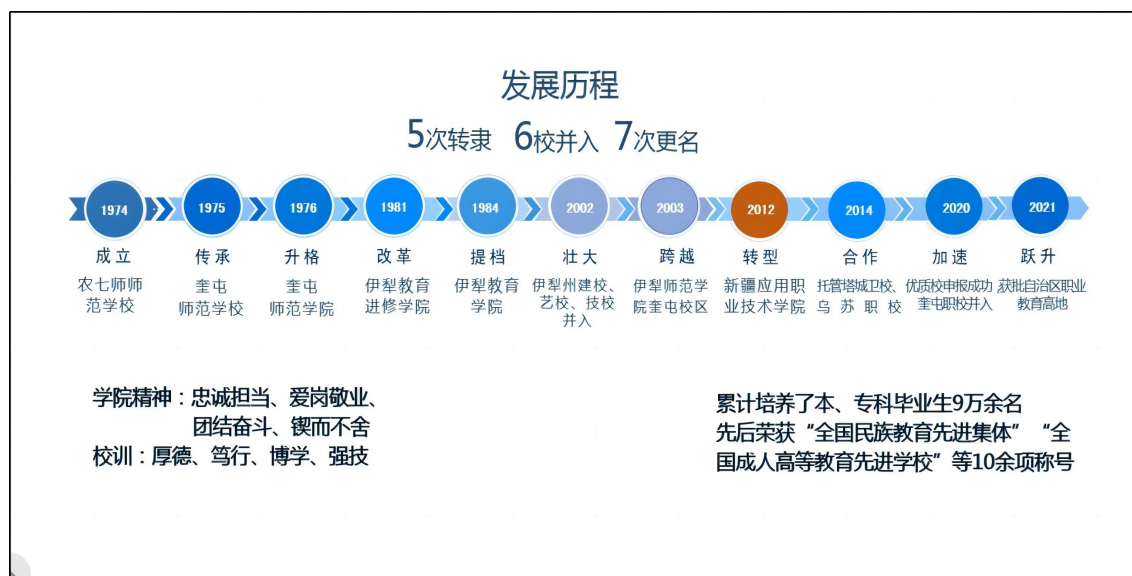 发展历程
5次转隶 6校并入 7次更名
1974 1975 1976 1981 1984 2002 2003 2012 2014 2020 2021
成立 传承 升格 改革 提档 壮大 跨越 转型 合作 加速 跃升
农七师师
范学校
奎屯
师范学校
奎屯
师范学院
伊犁教育
进修学院
伊犁教育
学院
伊犁州建校、
艺校、技校
并入
伊犁师范学
院奎屯校区
新疆应用职
业技术学院
托管塔城卫校、
乌苏职校
优质校申报成功
奎屯职校并入
获批自治区职业
教育高地
学院精神：忠诚担当、爱岗敬业、
团结奋斗、锲而不舍
校训：厚德、笃行、博学、强技
累计培养了本、专科毕业生9万余名
先后荣获“全国民族教育先进集体”“全
国成人高等教育先进学校”等10余项称号